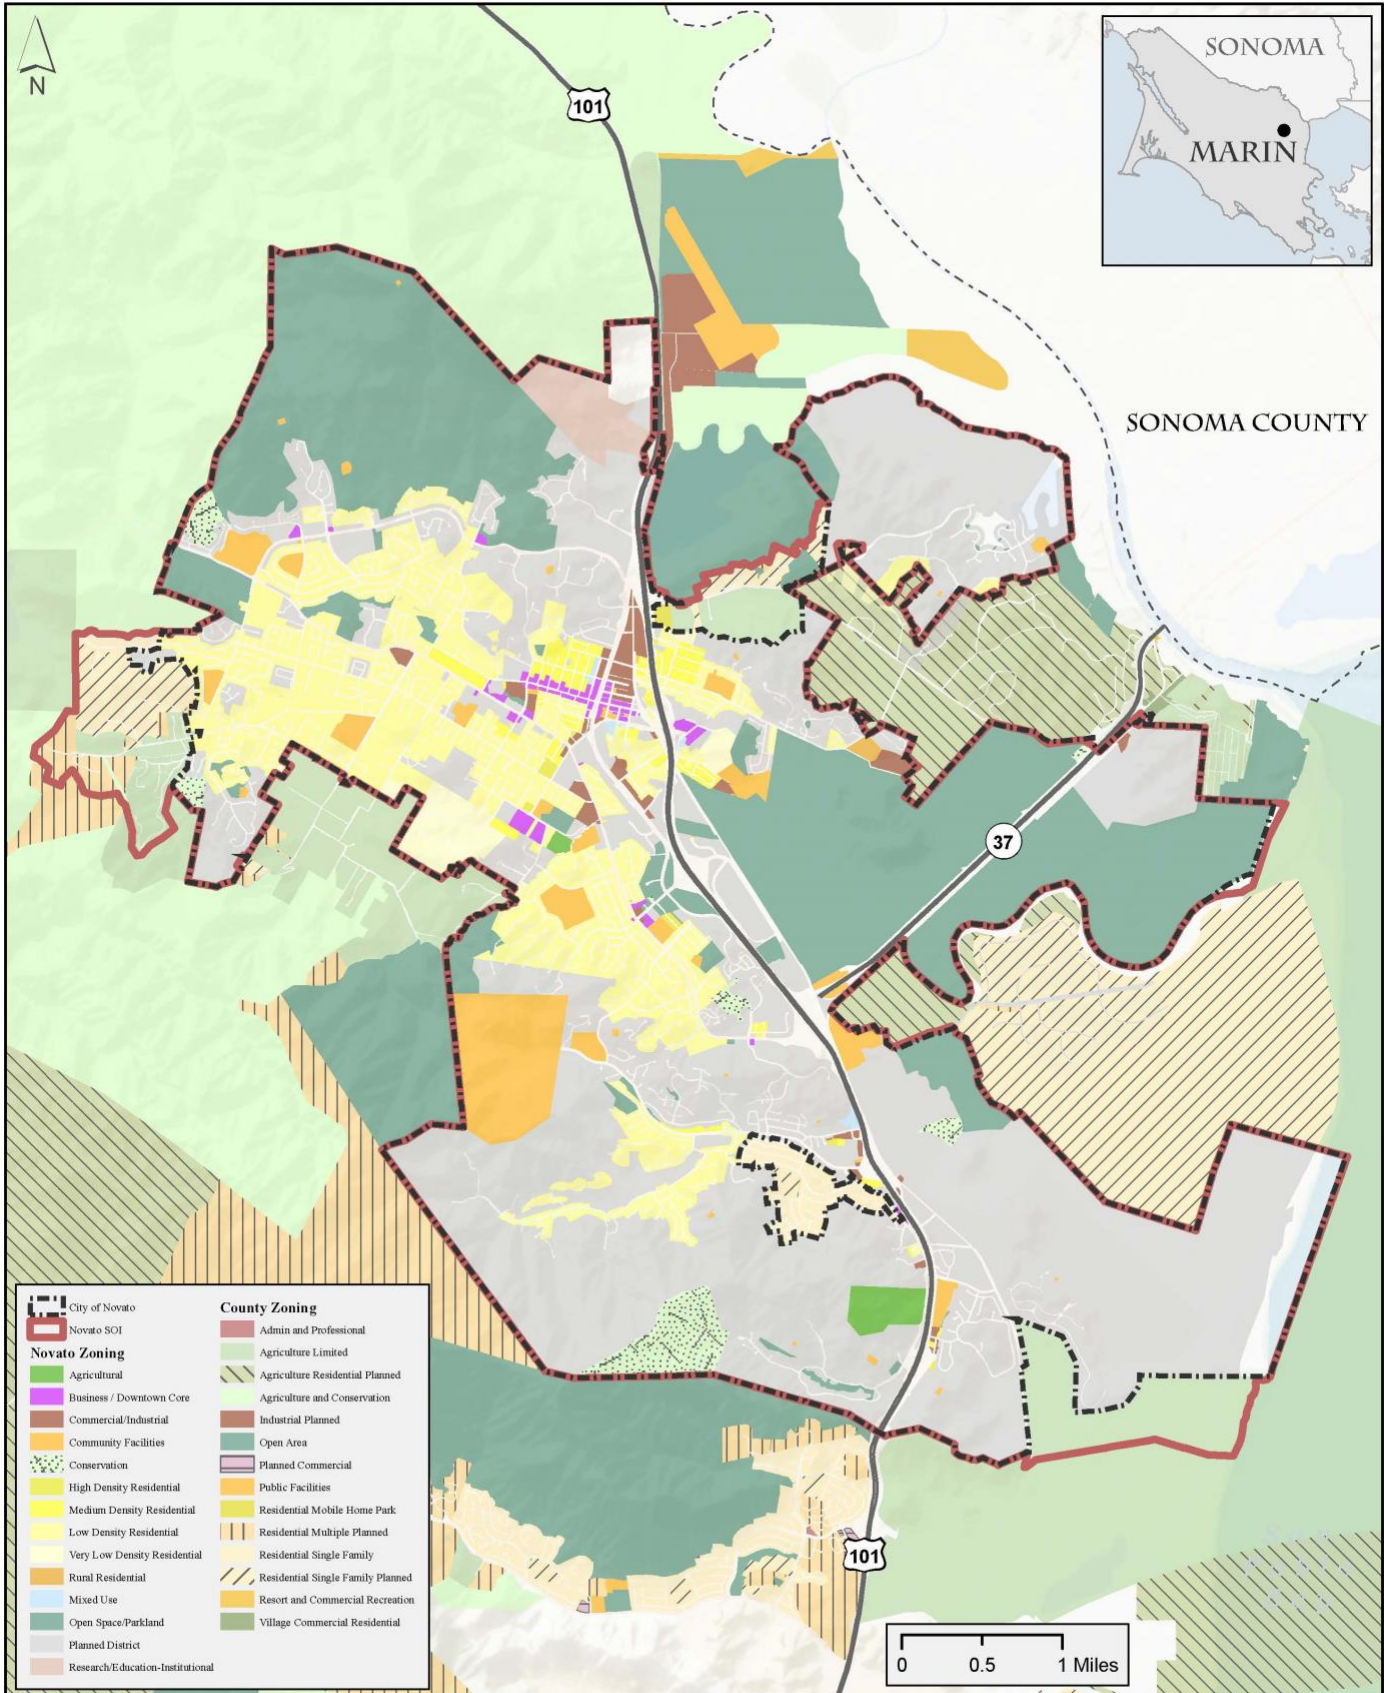 N
101
SONOMA
MARIN
SONOMA COUNTY
37
City of Novato
Novato SOI
Novato Zoning
Agricultural
Business / Downtown Core
Commercial/Industrial
Community Facilities
Conservation
High Density Residential
Medium Density Residential
Low Density Residential
Very Low Density Residential
Rural Residential
Mixed Use
Open Space/Parkland
Planned District
Research/Education-Institutional
County Zoning
Admin and Professional
Agriculture Limited
Agriculture Residential Planned
Agriculture and Conservation
Industrial Planned
Open Area
Planned Commercial
Public Facilities
Residential Mobile Home Park
Residential Multiple Planned
Residential Single Family
Residential Single Family Planned
Resort and Commercial Recreation
Village Commercial Residential
101
0 0.5 1 Miles